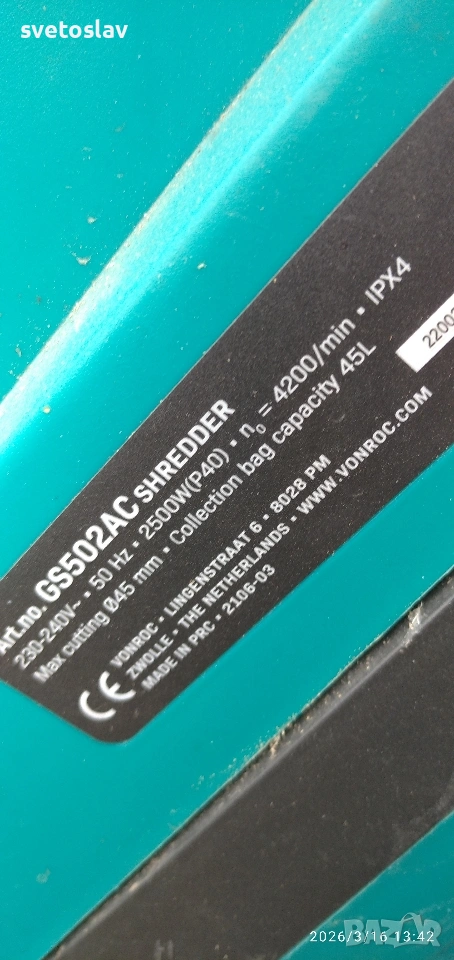 svetoslav
Art.no. GS502AC SHREDDER
230-240V~ • 50 Hz • 2500W(P40) • n₀ = 4200/min • IPX4
Max cutting Ø45 mm • Collection bag capacity 45L
CE
VONROC • LINGENSTRAAT 6 • 8028 PM
ZWOLLE • THE NETHERLANDS • WWW.VONROC.COM
MADE IN PRC • 2106-03
2026/3/16 13:42
BAZAR